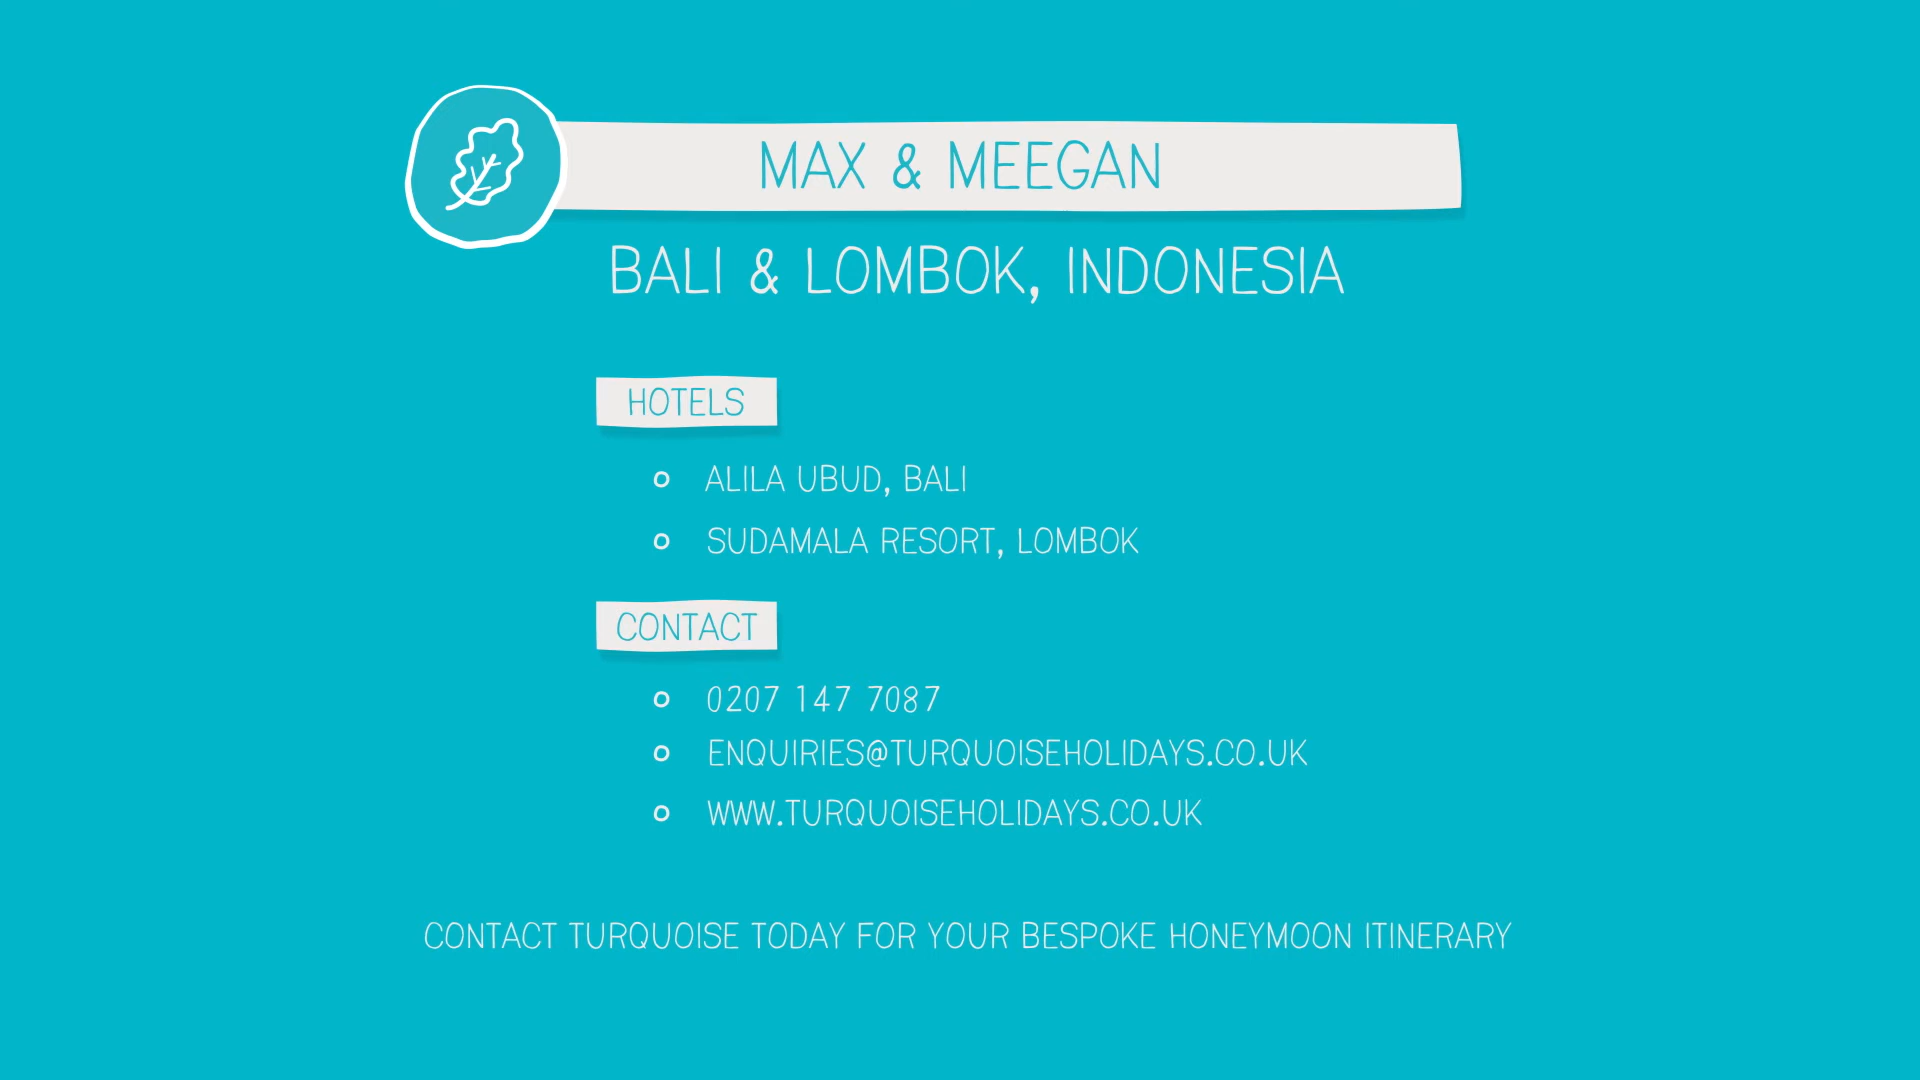 MAX & MEEGAN
BALI & LOMBOK, INDONESIA
HOTELS
ALILA UBUD, BALI
SUDAMALA RESORT, LOMBOK
CONTACT
0207 147 7087
ENQUIRIES@TURQUOISEHOLIDAYS.CO.UK
WWW.TURQUOISEHOLIDAYS.CO.UK
CONTACT TURQUOISE TODAY FOR YOUR BESPOKE HONEYMOON ITINERARY